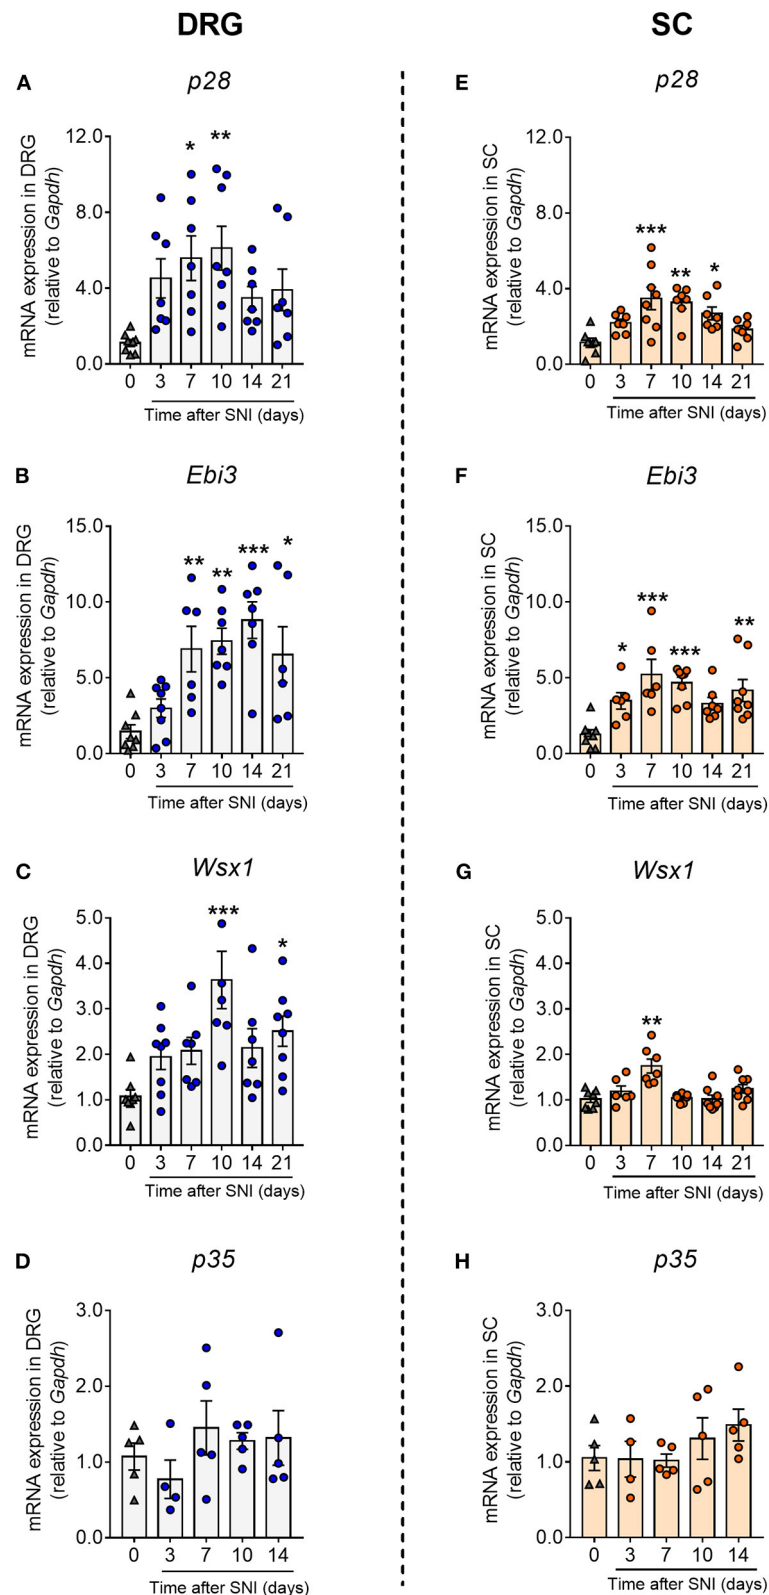 DRG
SC
A
p28
mRNA expression in DRG
(relative to Gapdh)
12.0
8.0
4.0
0.0
*
**
0 3 7 10 14 21
Time after SNI (days)
E
p28
mRNA expression in SC
(relative to Gapdh)
12.0
8.0
4.0
0.0
***
**
*
0 3 7 10 14 21
Time after SNI (days)
B
Ebi3
mRNA expression in DRG
(relative to Gapdh)
15.0
10.0
5.0
0.0
**
**
***
*
0 3 7 10 14 21
Time after SNI (days)
F
Ebi3
mRNA expression in SC
(relative to Gapdh)
15.0
10.0
5.0
0.0
*
***
***
**
0 3 7 10 14 21
Time after SNI (days)
C
Wsx1
mRNA expression in DRG
(relative to Gapdh)
5.0
4.0
3.0
2.0
1.0
0.0
***
*
0 3 7 10 14 21
Time after SNI (days)
G
Wsx1
mRNA expression in SC
(relative to Gapdh)
5.0
4.0
3.0
2.0
1.0
0.0
**
0 3 7 10 14 21
Time after SNI (days)
D
p35
mRNA expression in DRG
(relative to Gapdh)
3.0
2.0
1.0
0.0
0 3 7 10 14
Time after SNI (days)
H
p35
mRNA expression in SC
(relative to Gapdh)
3.0
2.0
1.0
0.0
0 3 7 10 14
Time after SNI (days)